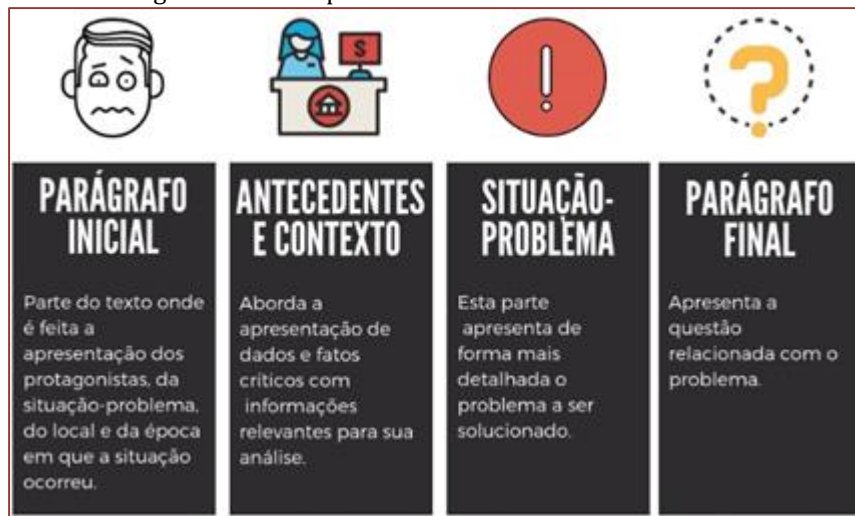 PARÁGRAFO
INICIAL
Parte do texto onde
é feita a
apresentação dos
protagonistas, da
situação-problema,
do local e da época
em que a situação
ocorreu.
ANTECEDENTES
E CONTEXTO
Aborda a
apresentação de
dados e fatos
críticos com
informações
relevantes para sua
análise.
SITUAÇÃO-
PROBLEMA
Esta parte
apresenta de
forma mais
detalhada o
problema a ser
solucionado.
PARÁGRAFO
FINAL
Apresenta a
questão
relacionada com o
problema.